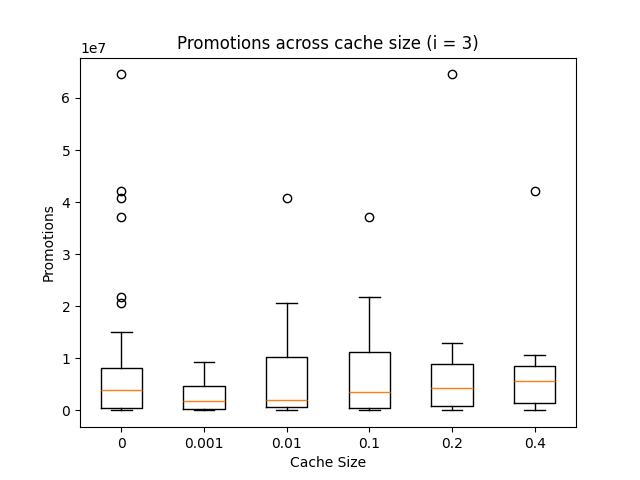 Promotions across cache size (i = 3)
1e7
6
5
4
3
2
1
0
Promotions
0 0.001 0.01 0.1 0.2 0.4
Cache Size